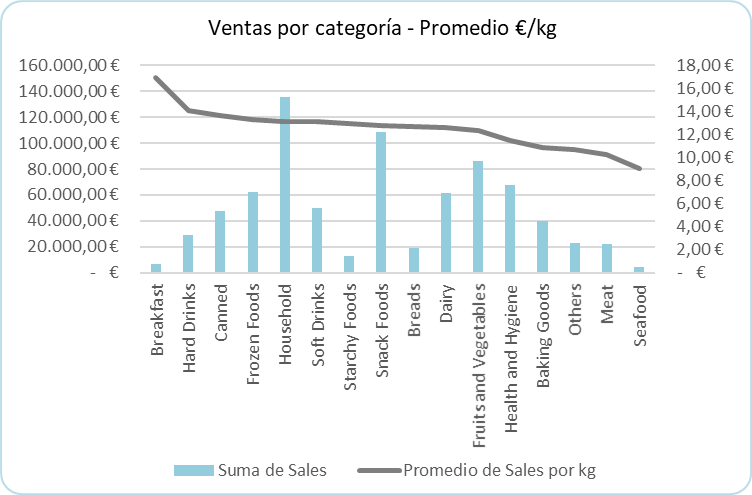 Ventas por categoría - Promedio €/kg
160.000,00 €
140.000,00 €
120.000,00 €
100.000,00 €
80.000,00 €
60.000,00 €
40.000,00 €
20.000,00 €
- €
18,00 €
16,00 €
14,00 €
12,00 €
10,00 €
8,00 €
6,00 €
4,00 €
2,00 €
- €
Breakfast
Hard Drinks
Canned
Frozen Foods
Household
Soft Drinks
Starchy Foods
Snack Foods
Breads
Dairy
Fruits and Vegetables
Health and Hygiene
Baking Goods
Others
Meat
Seafood
Suma de Sales
Promedio de Sales por kg